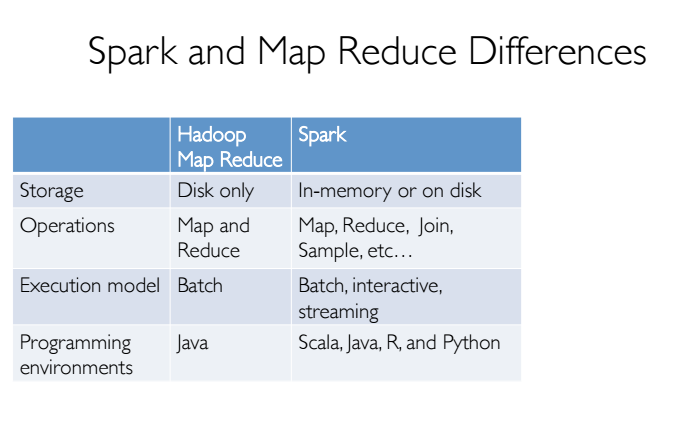 Spark and Map Reduce Differences
Hadoop
Map Reduce
Spark
Storage
Disk only
In-memory or on disk
Operations
Map and
Reduce
Map, Reduce, Join,
Sample, etc…
Execution model
Batch
Batch, interactive,
streaming
Programming
environments
Java
Scala, Java, R, and Python